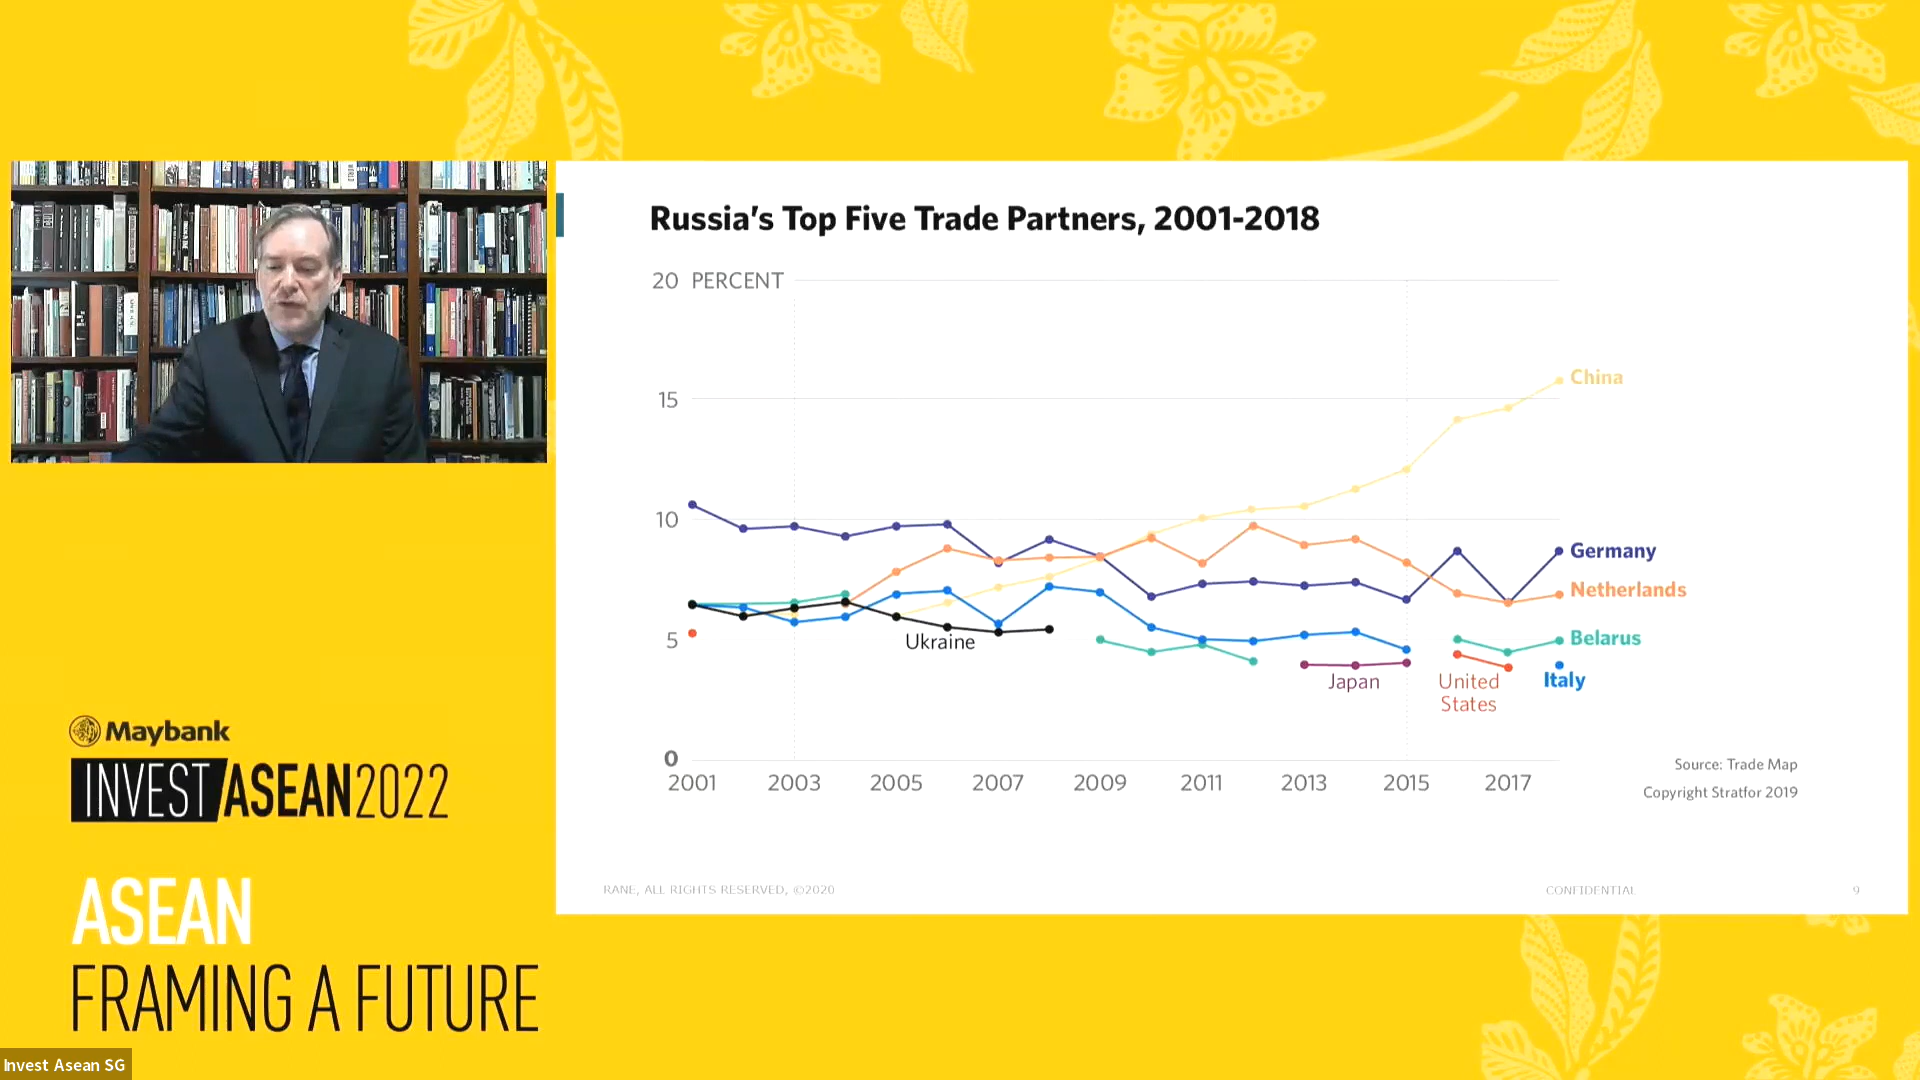 Russia's Top Five Trade Partners, 2001-2018
20 PERCENT
15
10
5
0
2001 2003 2005 2007 2009 2011 2013 2015 2017
China
Germany
Netherlands
Belarus
Italy
Ukraine
Japan
United
States
Source: Trade Map
Copyright Stratfor 2019
RANE, ALL RIGHTS RESERVED, ©2020
CONFIDENTIAL
9
Maybank
INVEST ASEAN 2022
ASEAN
FRAMING A FUTURE
Invest Asean SG